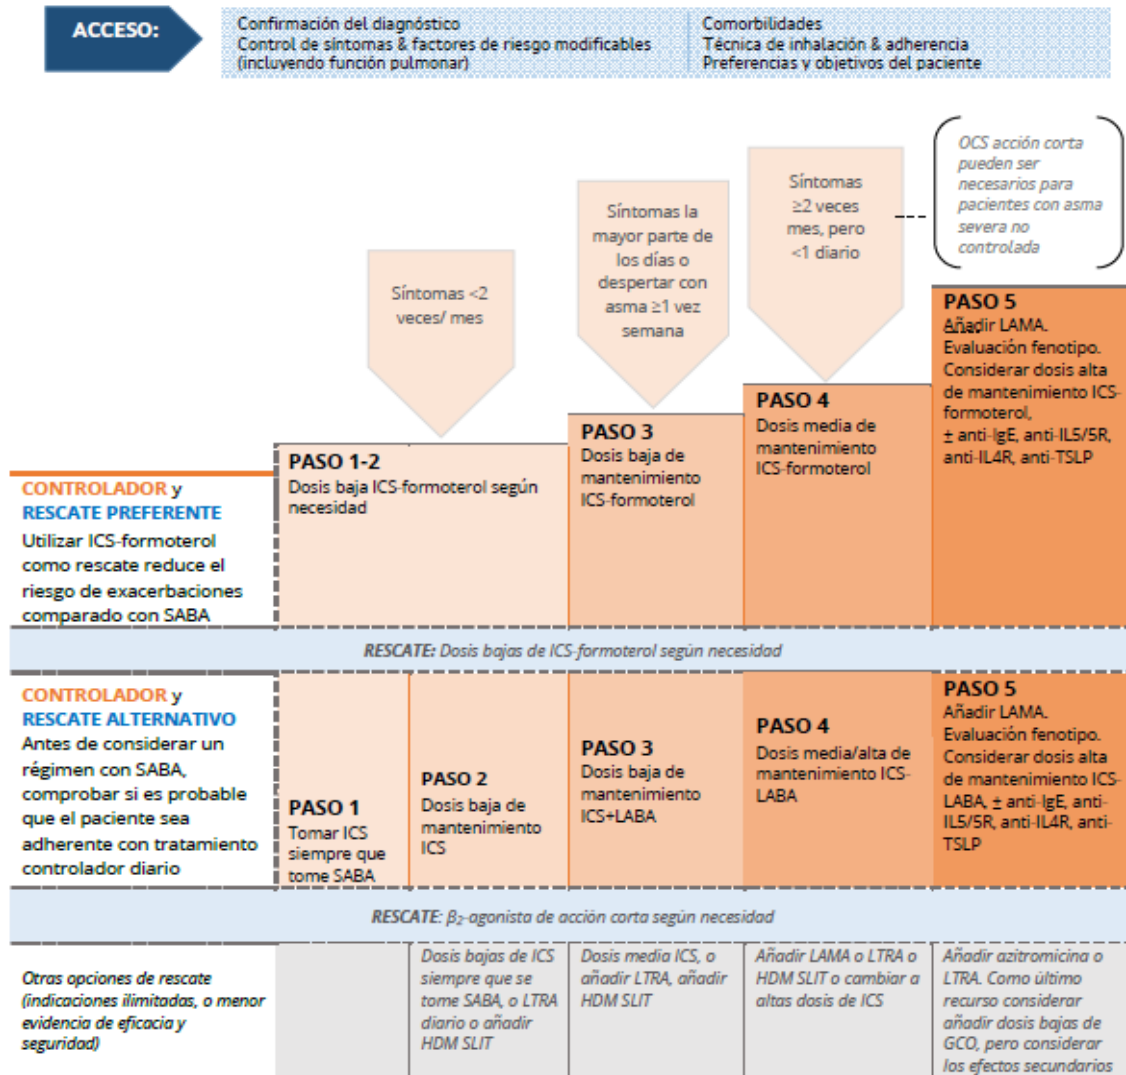 ACCESO:
Confirmación del diagnóstico
Control de síntomas & factores de riesgo modificables
(incluyendo función pulmonar)
Comorbilidades
Técnica de inhalación & adherencia
Preferencias y objetivos del paciente
Síntomas <2
veces/ mes
Síntomas la
mayor parte de
los días o
despertar con
asma ≥1 vez
semana
Síntomas
≥2 veces
mes, pero
<1 diario
OCS acción corta
pueden ser
necesarios para
pacientes con asma
severa no
controlada
CONTROLADOR y
RESCATE PREFERENTE
Utilizar ICS-formoterol
como rescate reduce el
riesgo de exacerbaciones
comparado con SABA
PASO 1-2
Dosis baja ICS-formoterol según
necesidad
PASO 3
Dosis baja de
mantenimiento
ICS-formoterol
PASO 4
Dosis media de
mantenimiento
ICS-formoterol
PASO 5
Añadir LAMA.
Evaluación fenotipo.
Considerar dosis alta
de mantenimiento ICS-
formoterol,
± anti-IgE, anti-IL5/5R,
anti-IL4R, anti-TSLP
RESCATE: Dosis bajas de ICS-formoterol según necesidad
CONTROLADOR y
RESCATE ALTERNATIVO
Antes de considerar un
régimen con SABA,
comprobar si es probable
que el paciente sea
adherente con tratamiento
controlador diario
PASO 1
Tomar ICS
siempre que
tome SABA
PASO 2
Dosis baja de
mantenimiento
ICS
PASO 3
Dosis baja de
mantenimiento
ICS+LABA
PASO 4
Dosis media/alta de
mantenimiento ICS-
LABA
PASO 5
Añadir LAMA.
Evaluación fenotipo.
Considerar dosis alta
de mantenimiento ICS-
LABA, ± anti-IgE, anti-
IL5/5R, anti-IL4R, anti-
TSLP
RESCATE: β₂-agonista de acción corta según necesidad
Otras opciones de rescate
(indicaciones ilimitadas, o menor
evidencia de eficacia y
seguridad)
Dosis bajas de ICS
siempre que se
tome SABA, o LTRA
diario o añadir
HDM SLIT
Dosis media ICS, o
añadir LTRA, añadir
HDM SLIT
Añadir LAMA o LTRA o
HDM SLIT o cambiar a
altas dosis de ICS
Añadir azitromicina o
LTRA. Como último
recurso considerar
añadir dosis bajas de
GCO, pero considerar
los efectos secundarios